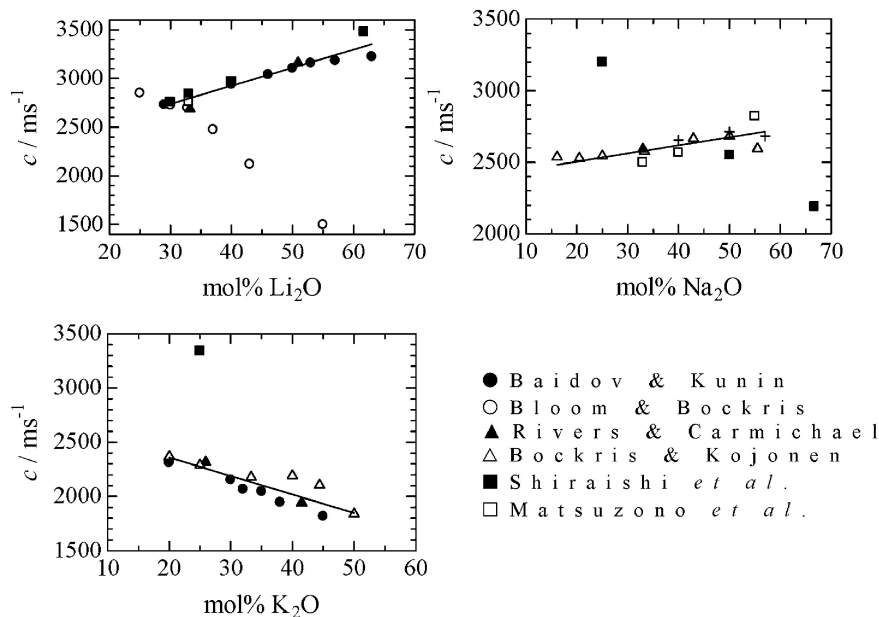 3500
3000
2500
2000
1500
c / ms⁻¹
20 30 40 50 60 70
mol% Li₂O
3500
3000
2500
2000
c / ms⁻¹
10 20 30 40 50 60 70
mol% Na₂O
3500
3000
2500
2000
1500
c / ms⁻¹
10 20 30 40 50 60
mol% K₂O
Baidov & Kunin
Bloom & Bockris
Rivers & Carmichael
Bockris & Kojonen
Shiraishi et al.
Matsuzono et al.